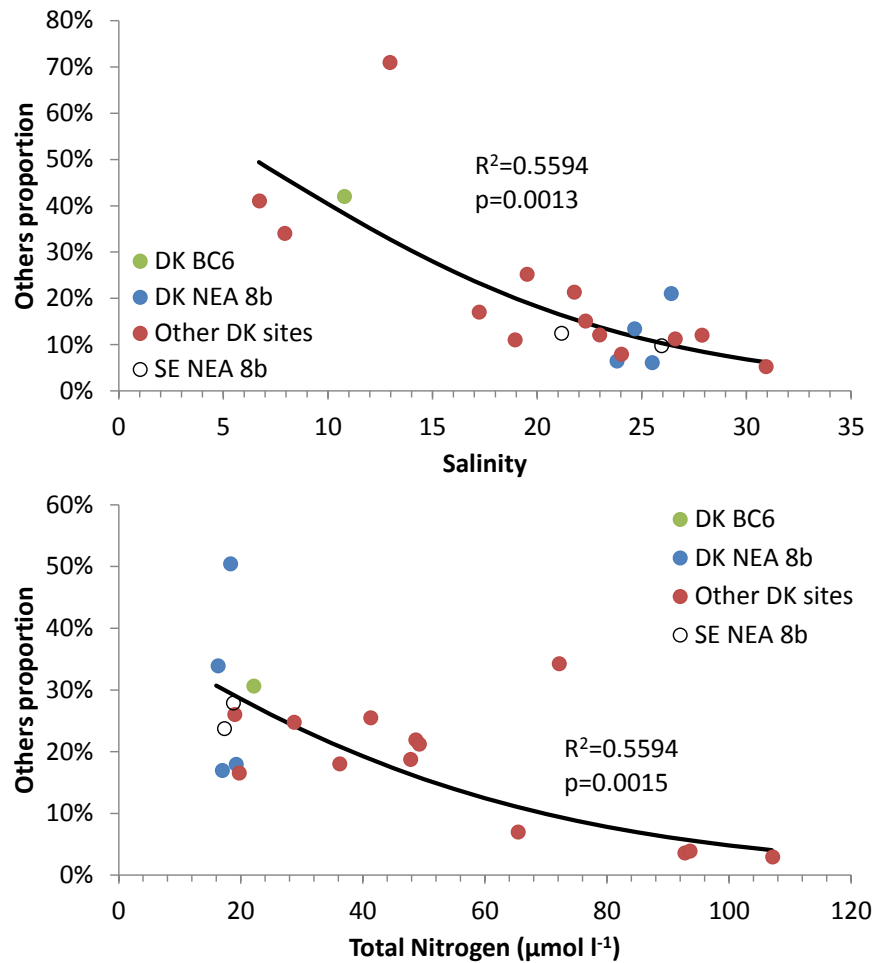 80%
70%
60%
50%
40%
30%
20%
10%
0%
Others proportion
R²=0.5594
p=0.0013
DK BC6
DK NEA 8b
Other DK sites
SE NEA 8b
0 5 10 15 20 25 30 35
Salinity
60%
50%
40%
30%
20%
10%
0%
Others proportion
DK BC6
DK NEA 8b
Other DK sites
SE NEA 8b
R²=0.5594
p=0.0015
0 20 40 60 80 100 120
Total Nitrogen (µmol l⁻¹)